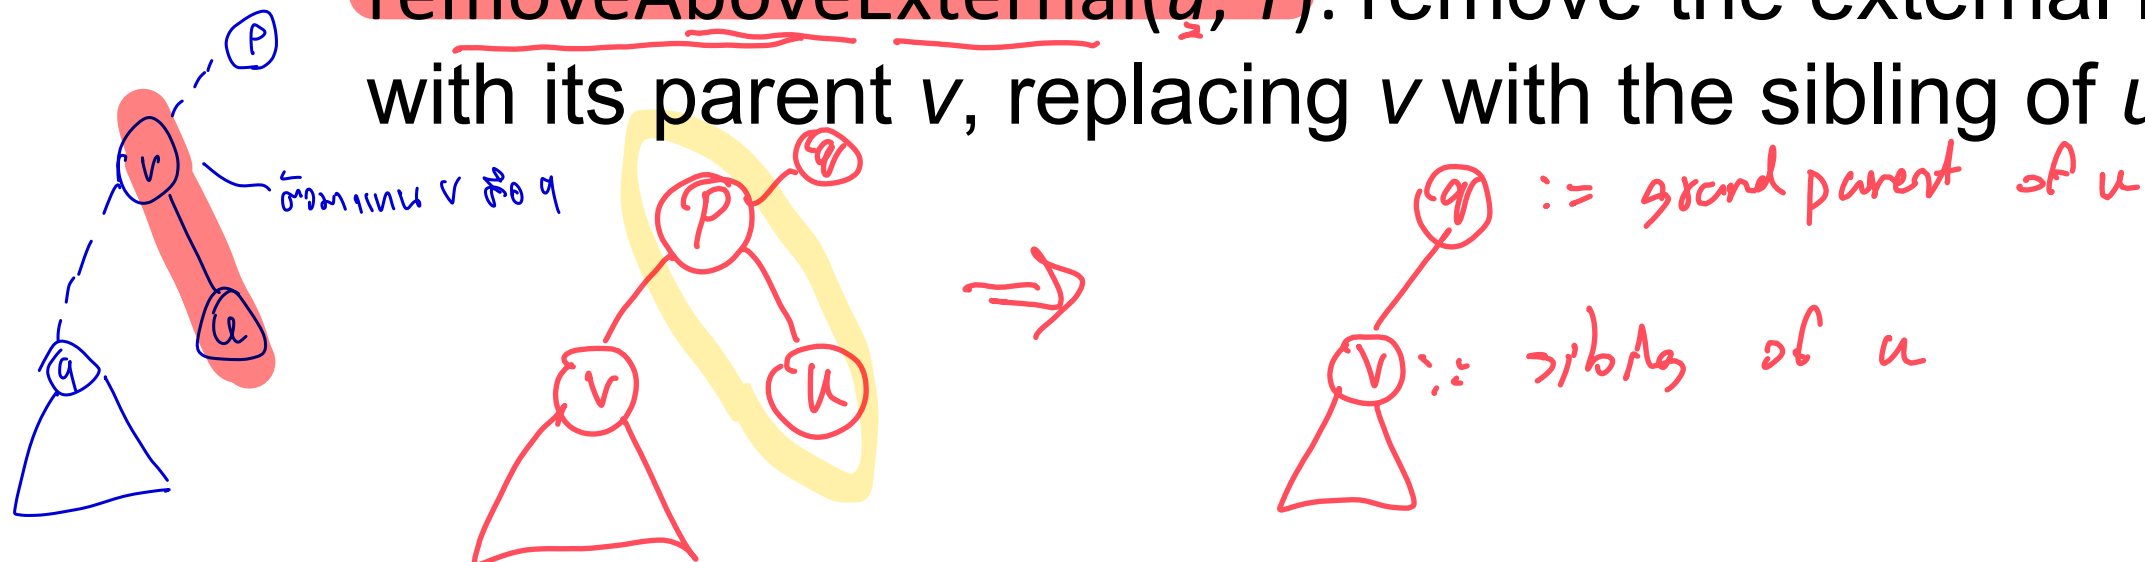 removeAboveExternal(u, T): remove the external
with its parent v, replacing v with the sibling of u
P
v
ตัวมาแทน v คือ q
u
q
q
P
v
u
q := grand parent of u
v := sibling of u